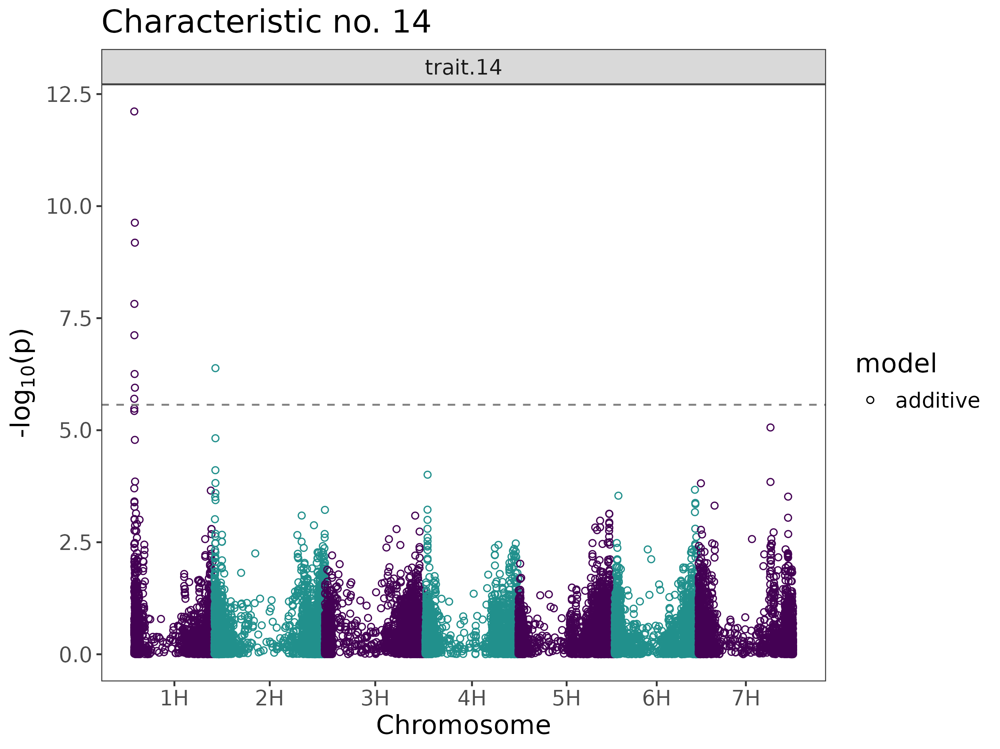 Characteristic no. 14
trait.14
12.5
10.0
7.5
5.0
2.5
0.0
-log10(p)
1H 2H 3H 4H 5H 6H 7H
Chromosome
model
additive